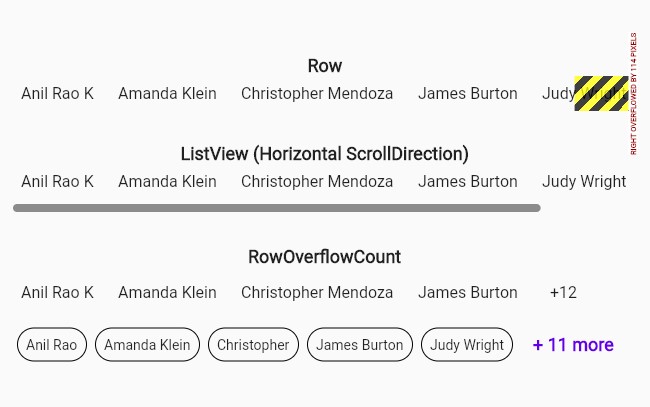 Row
Anil Rao K Amanda Klein Christopher Mendoza James Burton Judy Wright
RIGHT OVERFLOWED BY 114 PIXELS
ListView (Horizontal ScrollDirection)
Anil Rao K Amanda Klein Christopher Mendoza James Burton Judy Wright
RowOverflowCount
Anil Rao K Amanda Klein Christopher Mendoza James Burton +12
Anil Rao Amanda Klein Christopher James Burton Judy Wright + 11 more